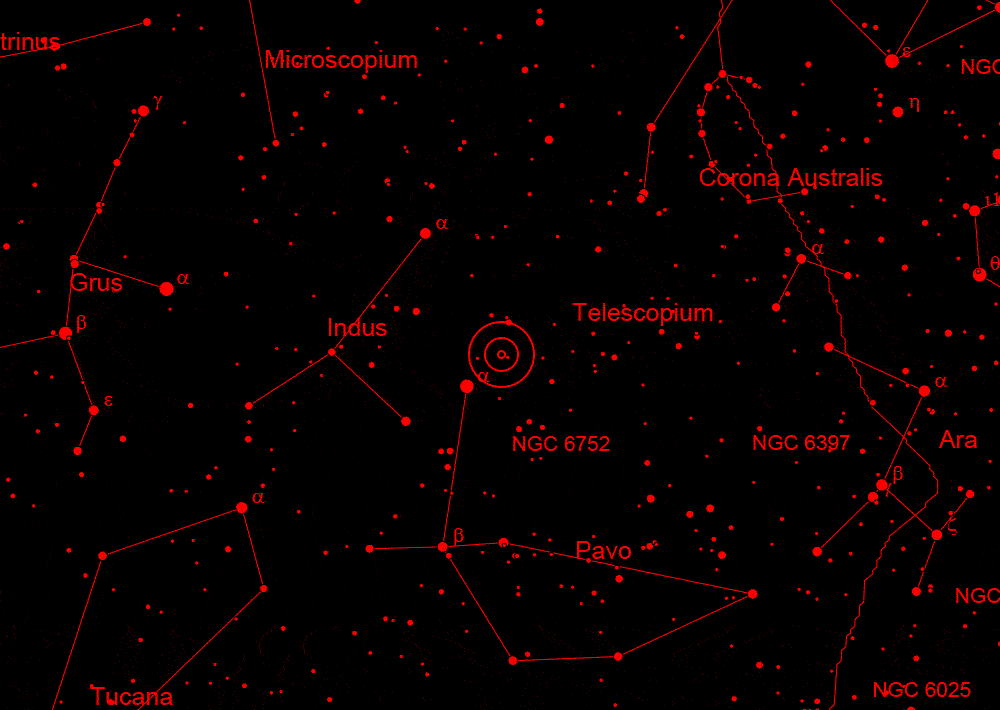 trinus
Microscopium
ε
NGC
γ
η
Corona Australis
α
α
θ
Grus
α
β
Indus
Telescopium
α
α
ε
NGC 6752
NGC 6397
Ara
β
α
β
ξ
Pavo
NGC
Tucana
NGC 6025